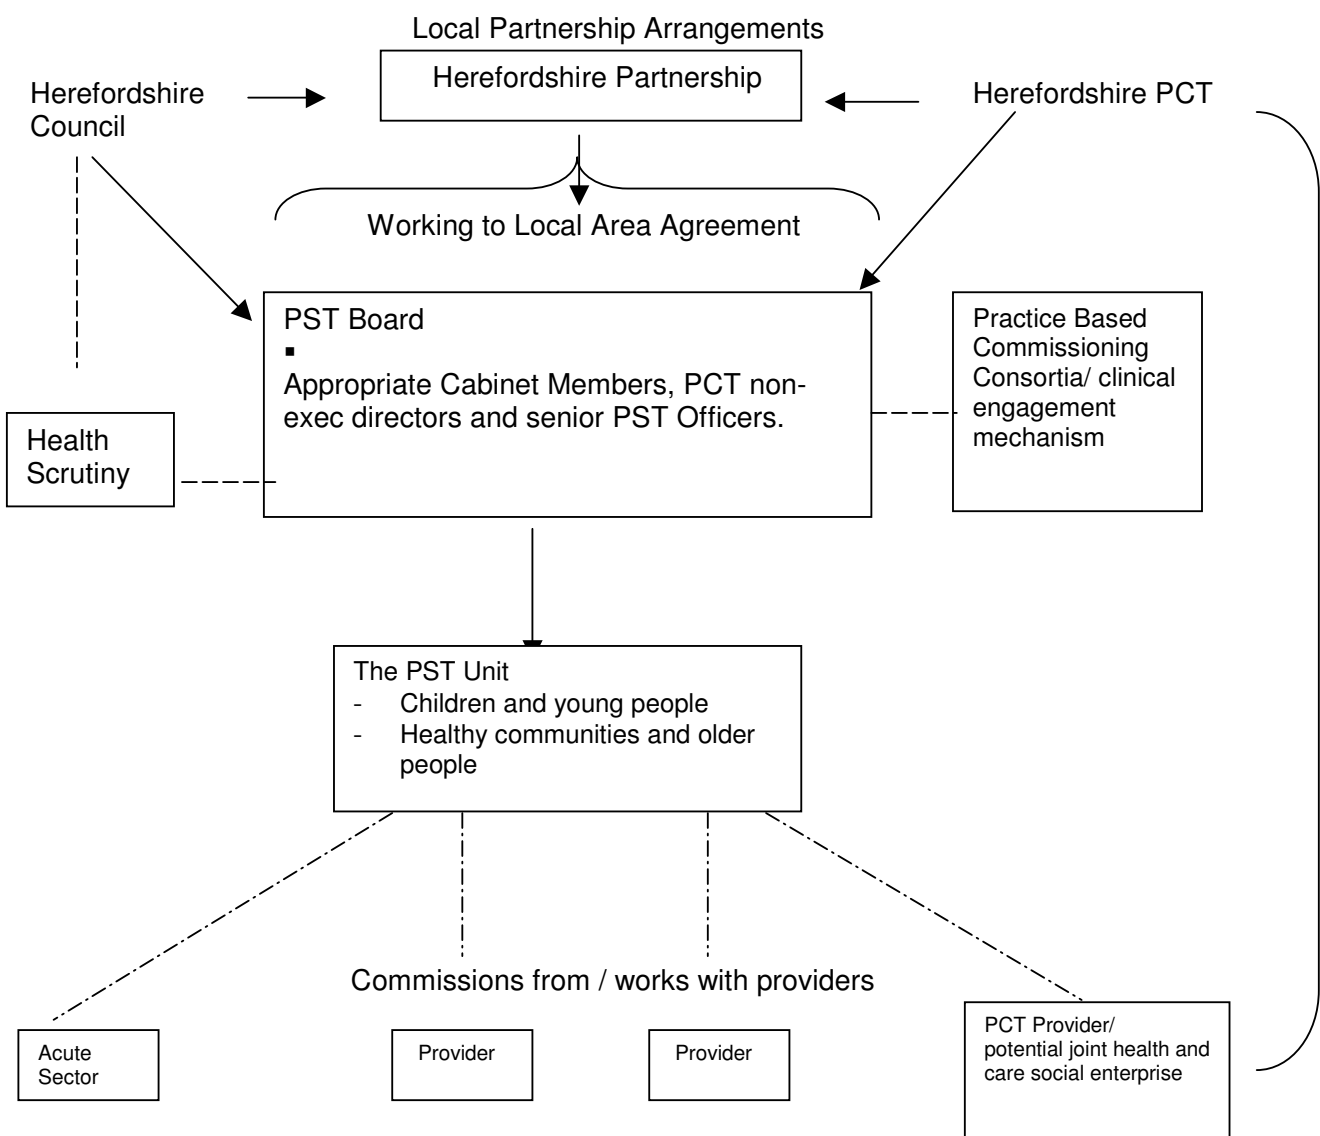 Local Partnership Arrangements
Herefordshire Partnership
Herefordshire
Council
Herefordshire PCT
Working to Local Area Agreement
PST Board
▪
Appropriate Cabinet Members, PCT non-
exec directors and senior PST Officers.
Practice Based
Commissioning
Consortia/ clinical
engagement
mechanism
Health
Scrutiny
The PST Unit
- Children and young people
- Healthy communities and older
people
Commissions from / works with providers
Acute
Sector
Provider
Provider
PCT Provider/
potential joint health and
care social enterprise